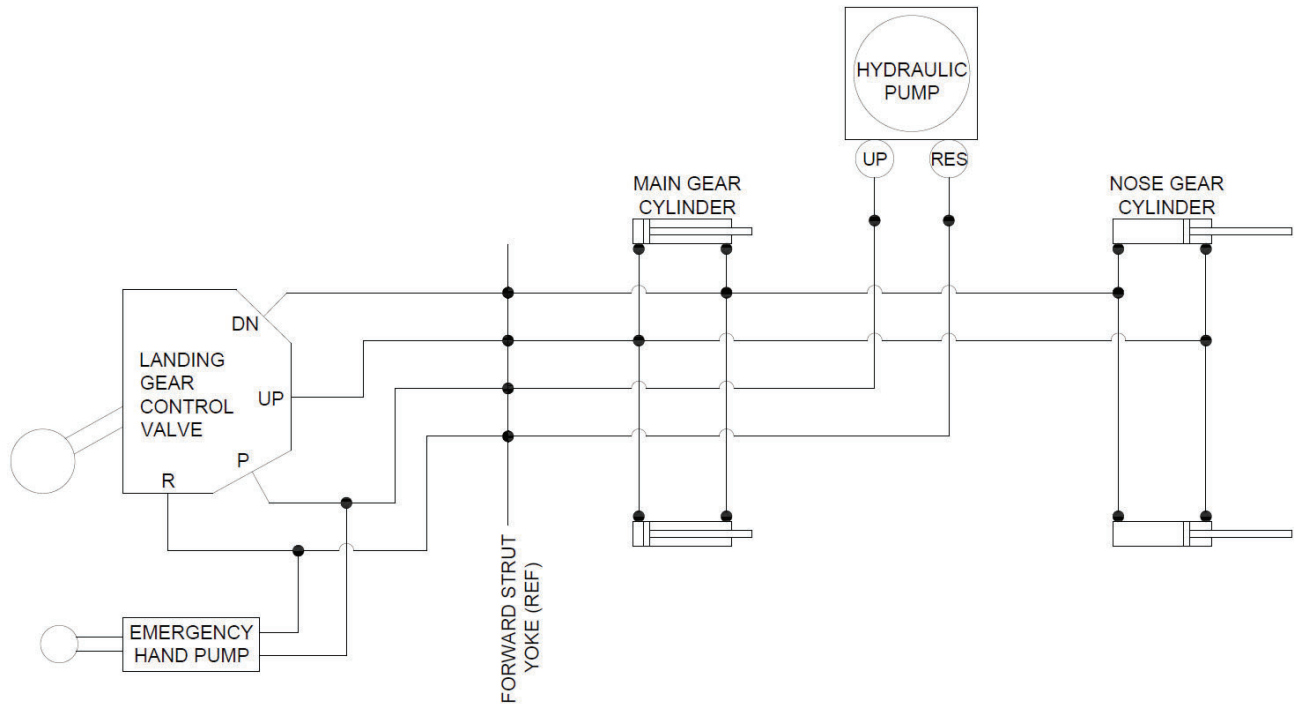 HYDRAULIC
PUMP
UP
RES
MAIN GEAR
CYLINDER
NOSE GEAR
CYLINDER
DN
LANDING
GEAR
CONTROL
VALVE
UP
P
R
EMERGENCY
HAND PUMP
FORWARD STRUT
YOKE (REF)